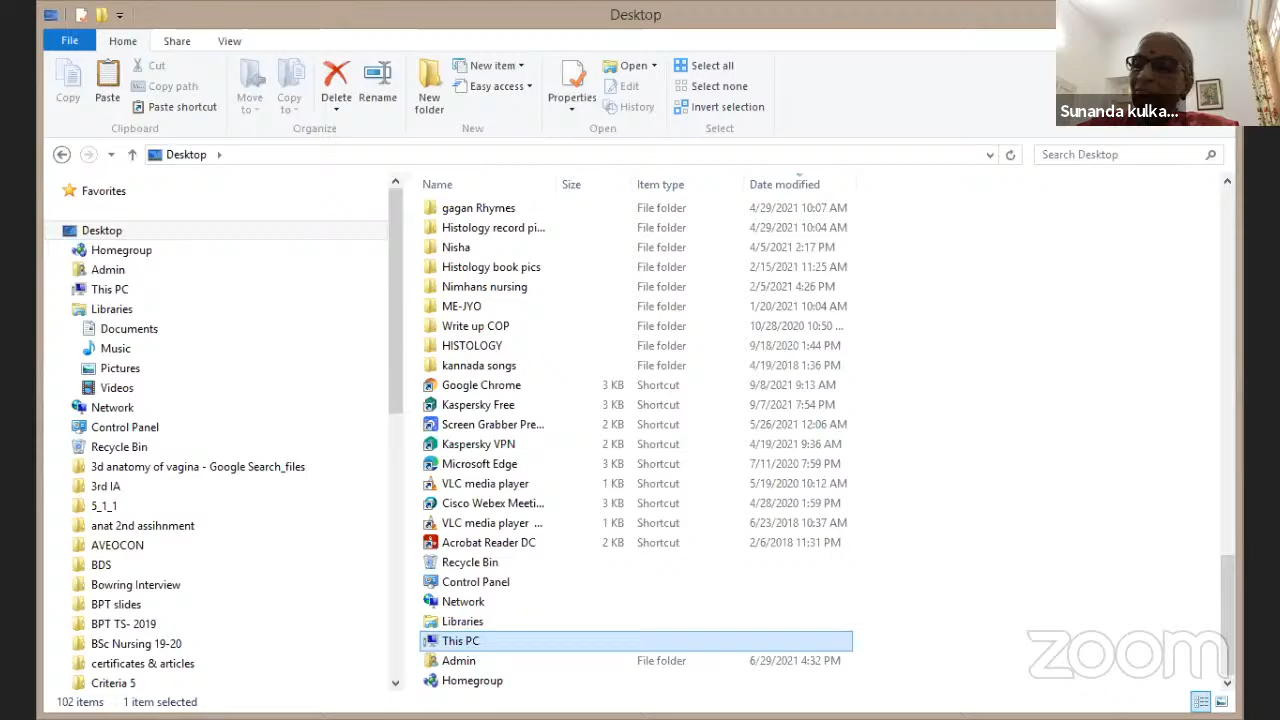 Desktop
File Home Share View
Copy Paste Cut Copy path Paste shortcut Move to Copy to Delete Rename New folder New item Easy access Properties Open Edit History Select all Select none Invert selection
Clipboard Organize New Open Select
Sunanda kulka...
Desktop Search Desktop
Favorites
Desktop
Homegroup
Admin
This PC
Libraries
Documents
Music
Pictures
Videos
Network
Control Panel
Recycle Bin
3d anatomy of vagina - Google Search_files
3rd IA
5_1_1
anat 2nd assihnment
AVEOCON
BDS
Bowring Interview
BPT slides
BPT TS- 2019
BSc Nursing 19-20
certificates & articles
Criteria 5
Name Size Item type Date modified
gagan Rhymes File folder 4/29/2021 10:07 AM
Histology record pi... File folder 4/29/2021 10:04 AM
Nisha File folder 4/5/2021 2:17 PM
Histology book pics File folder 2/15/2021 11:25 AM
Nimhans nursing File folder 2/5/2021 4:26 PM
ME-JYO File folder 1/20/2021 10:04 AM
Write up COP File folder 10/28/2020 10:50 ...
HISTOLOGY File folder 9/18/2020 1:44 PM
kannada songs File folder 4/19/2018 1:36 PM
Google Chrome 3 KB Shortcut 9/8/2021 9:13 AM
Kaspersky Free 3 KB Shortcut 9/7/2021 7:54 PM
Screen Grabber Pre... 2 KB Shortcut 5/26/2021 12:06 AM
Kaspersky VPN 2 KB Shortcut 4/19/2021 9:36 AM
Microsoft Edge 3 KB Shortcut 7/11/2020 7:59 PM
VLC media player 1 KB Shortcut 5/19/2020 10:12 AM
Cisco Webex Meeti... 3 KB Shortcut 4/28/2020 1:59 PM
VLC media player ... 1 KB Shortcut 6/23/2018 10:37 AM
Acrobat Reader DC 2 KB Shortcut 2/6/2018 11:31 PM
Recycle Bin
Control Panel
Network
Libraries
This PC
Admin File folder 6/29/2021 4:32 PM
Homegroup
zoom
102 items 1 item selected